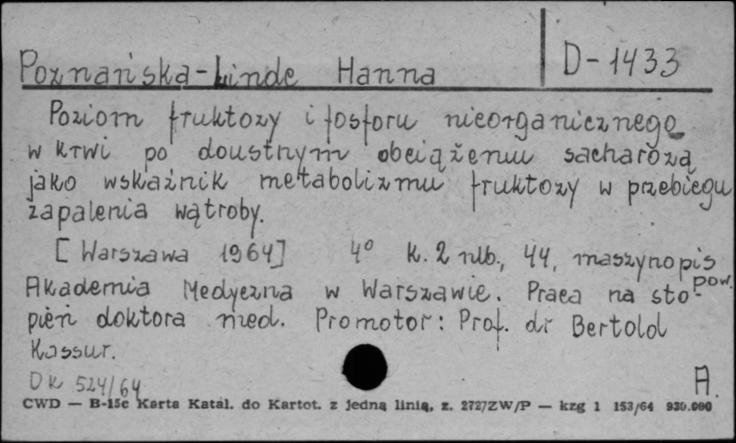 Poznańska-Linde Hanna D-1433
Poziom fruktozy i fosforu nieorganicznego
w krwi po doustnym obciążeniu sacharozą
jako wskaźnik metabolizmu fruktozy w przebiegu
zapalenia wątroby.
[Warszawa 1964] 4° k. 2 nlb., 44, maszynopis pow.
Akademia Medyczna w Warszawie. Praca na sto-
pień doktora med. Promotor: Prof. dr Bertold
Kassur.
DK 524/64 A.
CWD — B-15c Karta Katal. do Kartot. z jedną linią, z. 2727ZW/P — kzg 1 153/64 930.000